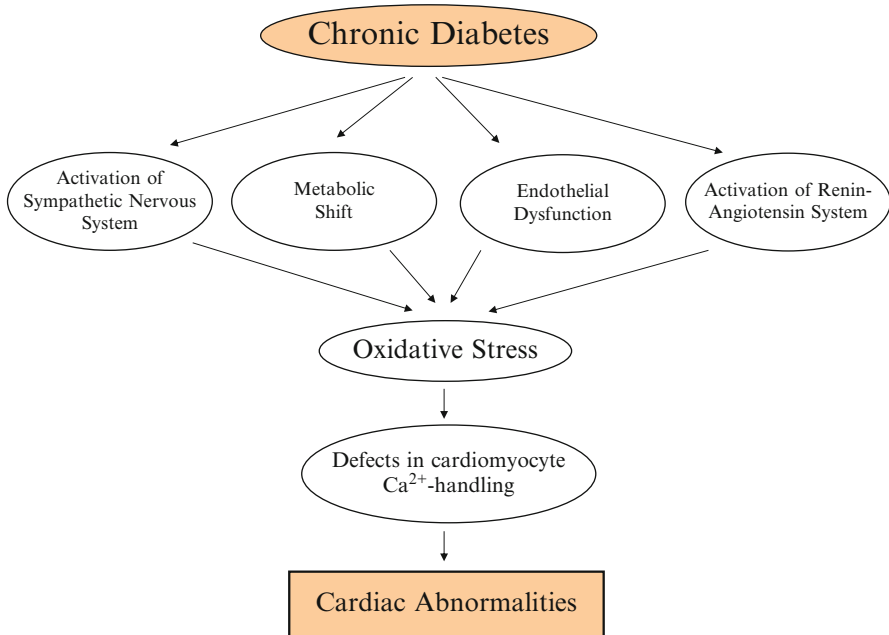 Chronic Diabetes
Activation of
Sympathetic Nervous
System
Metabolic
Shift
Endothelial
Dysfunction
Activation of Renin-
Angiotensin System
Oxidative Stress
Defects in cardiomyocyte
Ca²⁺-handling
Cardiac Abnormalities